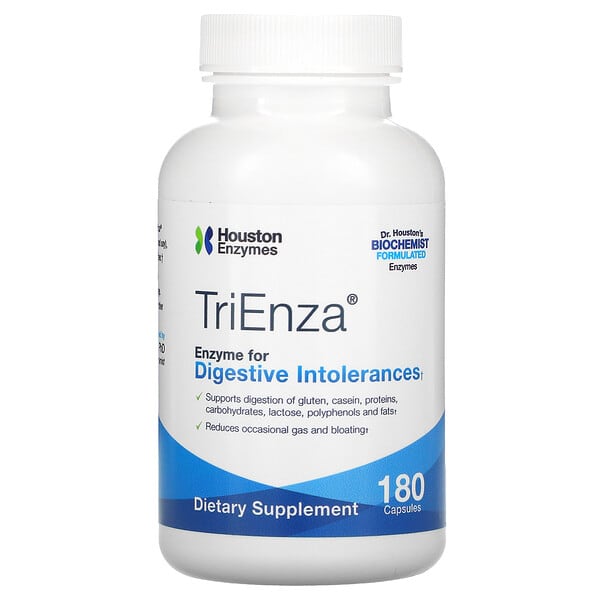 Houston
Enzymes
Dr. Houston's
BIOCHEMIST
FORMULATED
Enzymes
TriEnza®
Enzyme for
Digestive Intolerances†
✓ Supports digestion of gluten, casein, proteins,
carbohydrates, lactose, polyphenols and fats†
✓ Reduces occasional gas and bloating†
Dietary Supplement
180
Capsules
PhD